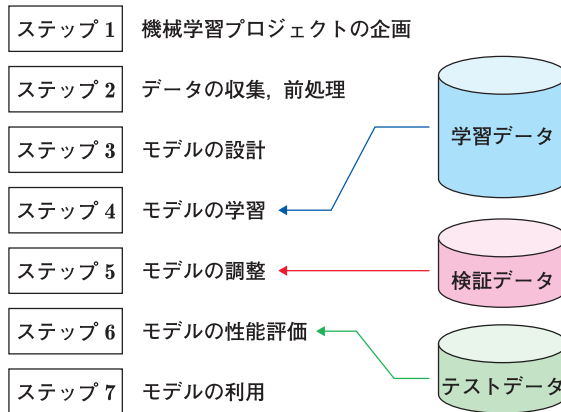 ステップ 1 機械学習プロジェクトの企画
ステップ 2 データの収集，前処理
ステップ 3 モデルの設計
ステップ 4 モデルの学習
ステップ 5 モデルの調整
ステップ 6 モデルの性能評価
ステップ 7 モデルの利用
学習データ
検証データ
テストデータ